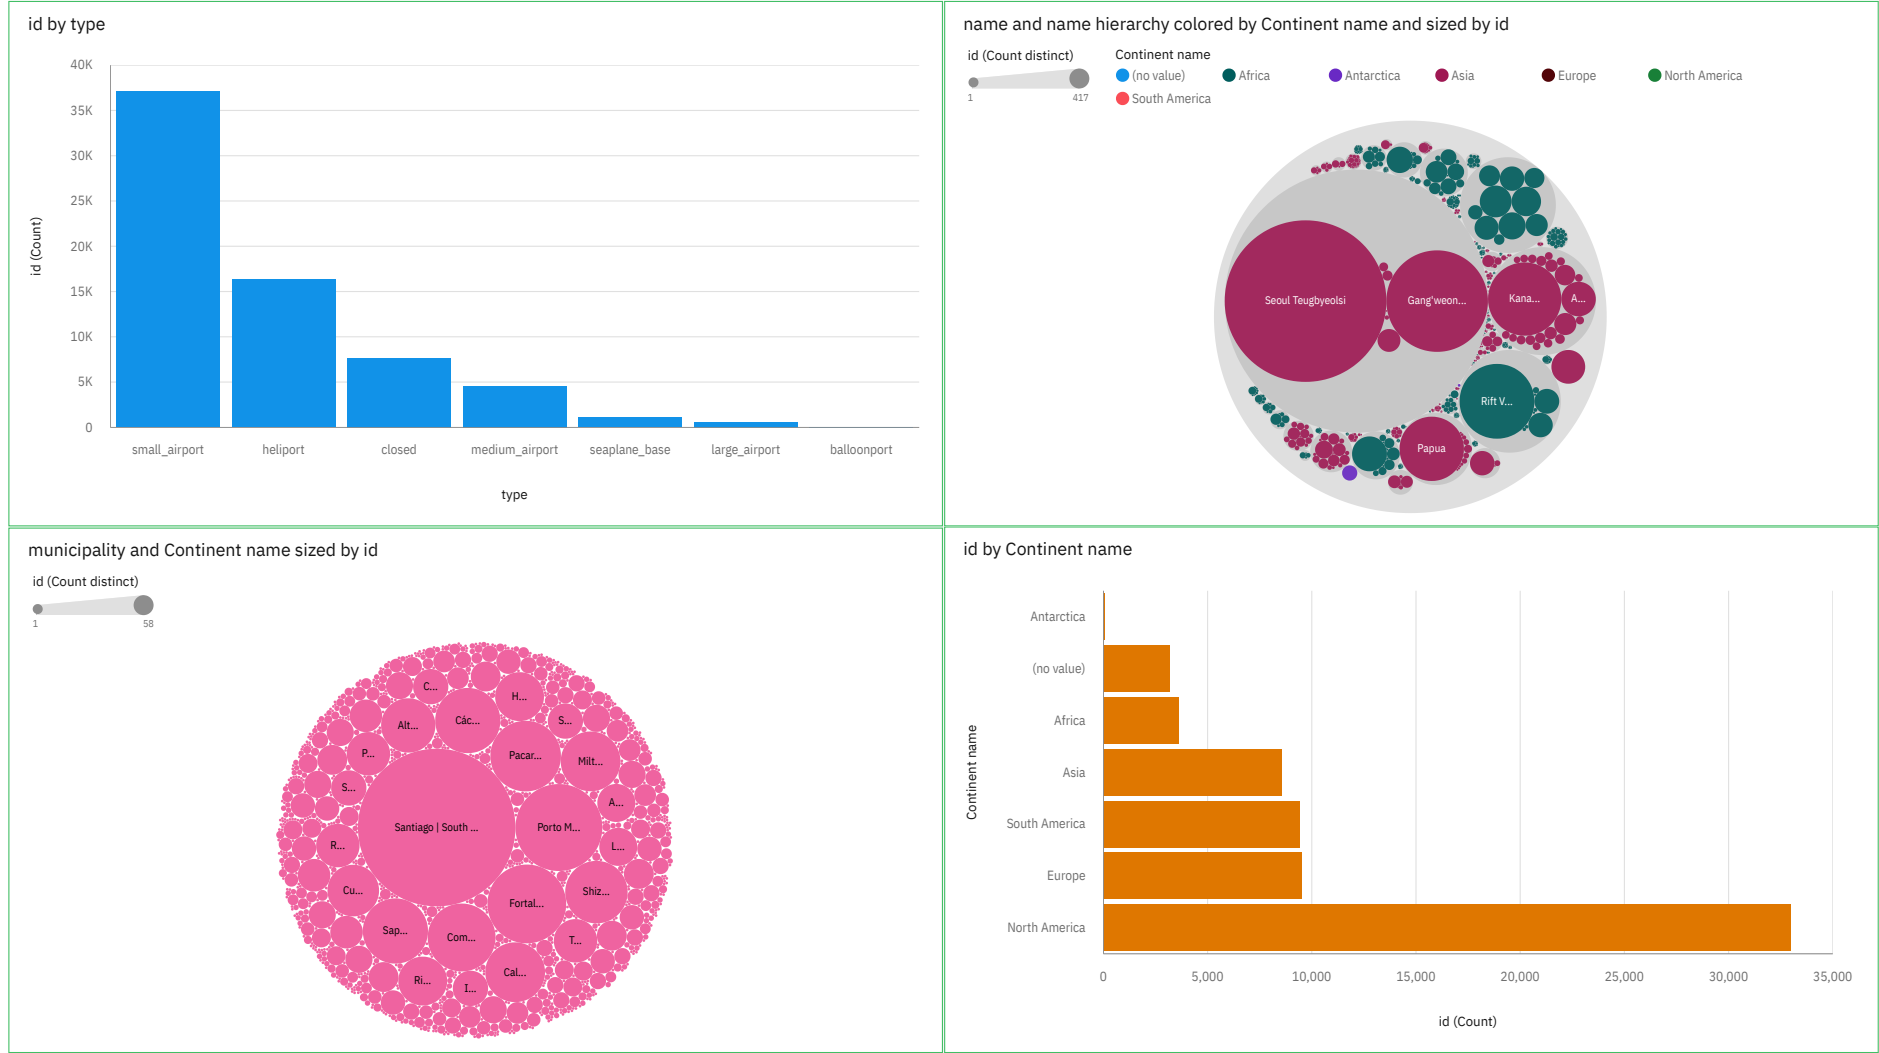 id by type
40K
35K
30K
25K
20K
15K
10K
5K
0
id (Count)
small_airport heliport closed medium_airport seaplane_base large_airport balloonport
type
name and name hierarchy colored by Continent name and sized by id
id (Count distinct)
1 417
Continent name
(no value) Africa Antarctica Asia Europe North America
South America
Seoul Teugbyeolsi Gang'weon... Kana... A...
Rift V...
Papua
municipality and Continent name sized by id
id (Count distinct)
1 58
C...
H...
Alt... Các... S...
P... Pacar... Milt...
S... A...
Santiago | South ... Porto M...
R... L...
Cu... Shiz...
Fortal...
Sap... Com... T...
Ri... I... Cal...
id by Continent name
Continent name
Antarctica
(no value)
Africa
Asia
South America
Europe
North America
0 5,000 10,000 15,000 20,000 25,000 30,000 35,000
id (Count)